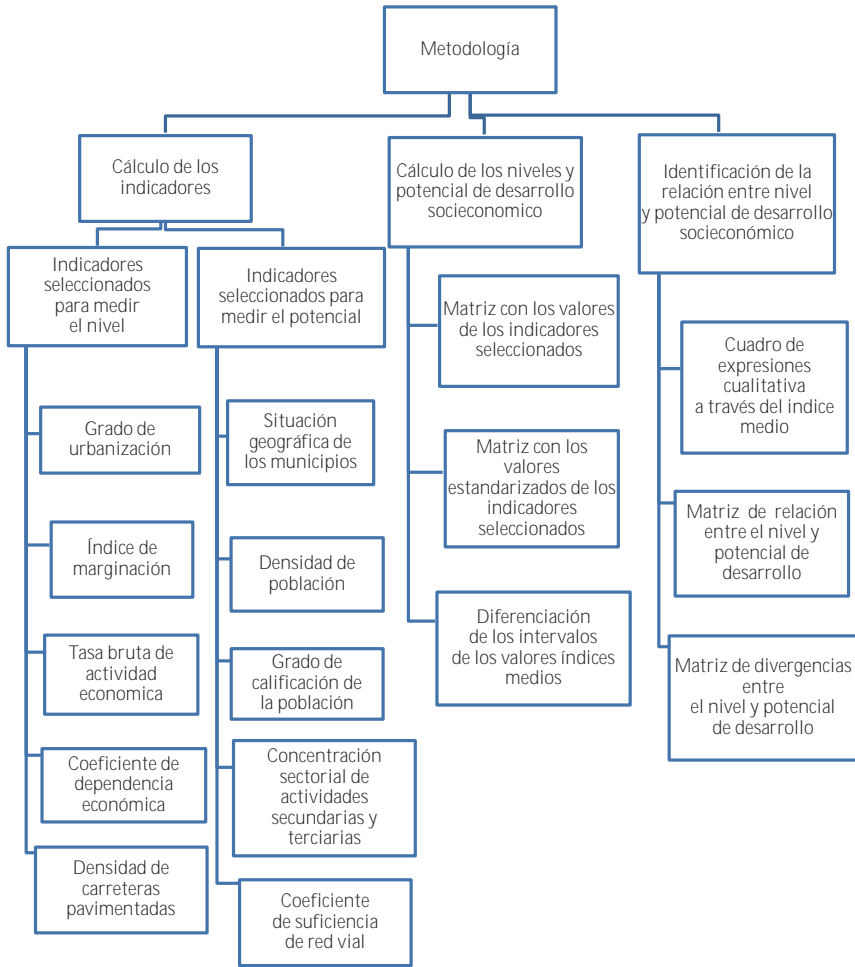 Metodología
Cálculo de los
indicadores
Indicadores
seleccionados
para medir
el nivel
Grado de
urbanización
Índice de
marginación
Tasa bruta de
actividad
economica
Coeficiente de
dependencia
económica
Densidad de
carreteras
pavimentadas
Indicadores
seleccionados para
medir el potencial
Situación
geográfica de
los municipios
Densidad de
población
Grado de
calificación de
la población
Concentración
sectorial de
actividades
secundarias y
terciarias
Coeficiente
de suficiencia
de red vial
Cálculo de los niveles y
potencial de desarrollo
socieconomico
Matriz con los valores
de los indicadores
seleccionados
Matriz con los
valores
estandarizados de los
indicadores
seleccionados
Diferenciación
de los intervalos
de los valores índices
medios
Identificación de la
relación entre nivel
y potencial de desarrollo
socieconómico
Cuadro de
expresiones
cualitativa
a través del indice
medio
Matriz de relación
entre el nivel y
potencial de
desarrollo
Matriz de divergencias
entre
el nivel y potencial
de desarrollo